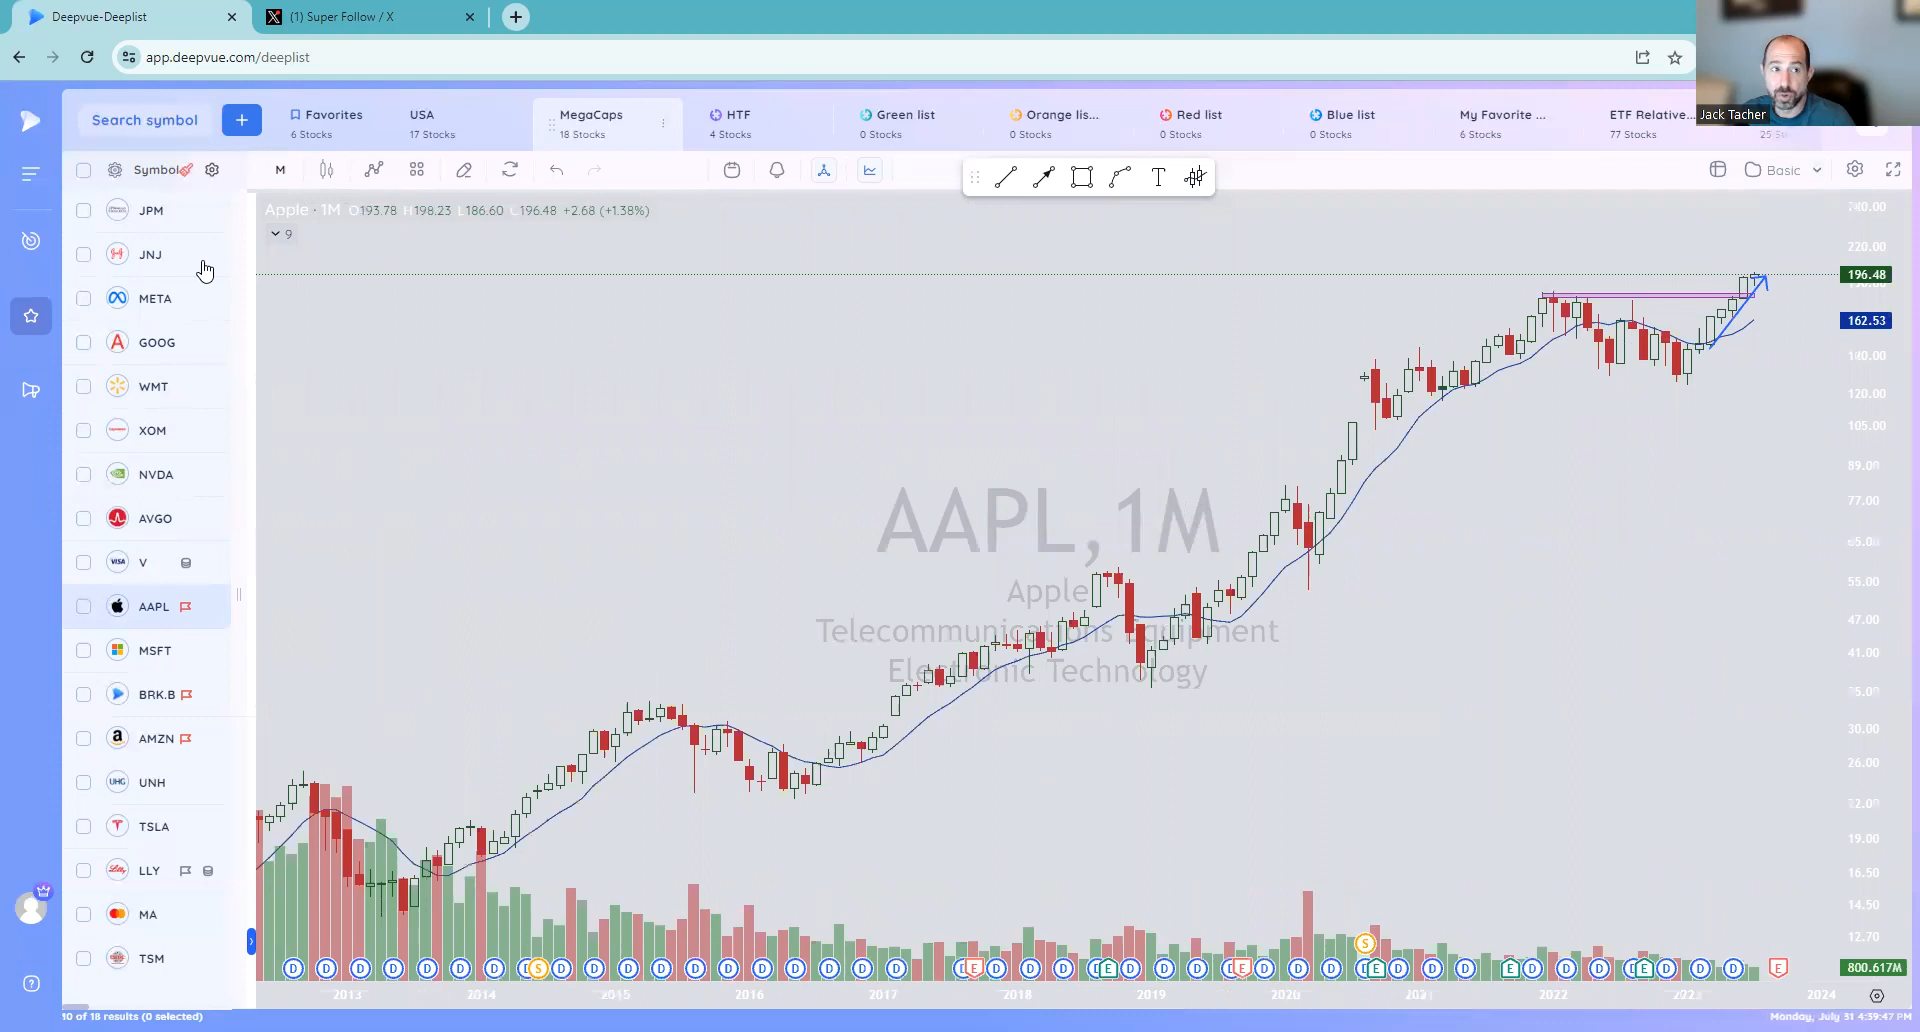 Deepvue-Deeplist
(1) Super Follow / X
app.deepvue.com/deeplist
Jack Tacher
Search symbol
Favorites
6 Stocks
USA
17 Stocks
MegaCaps
18 Stocks
HTF
4 Stocks
Green list
0 Stocks
Orange lis...
0 Stocks
Red list
0 Stocks
Blue list
0 Stocks
My Favorite ...
6 Stocks
ETF Relative...
77 Stocks
Symbol
M
T
Basic
JPM
JNJ
META
GOOG
WMT
XOM
NVDA
AVGO
VISA V
AAPL
MSFT
BRK.B
AMZN
UHG UNH
TSLA
Lilly LLY
MA
TSM
Apple · 1M O193.78 H198.23 L186.60 C196.48 +2.68 (+1.38%)
9
AAPL, 1M
Apple
Telecommunications Equipment
Electronic Technology
220.00
196.48
162.53
140.00
120.00
105.00
89.00
77.00
65.00
55.00
47.00
41.00
35.00
30.00
26.00
19.00
16.50
14.50
12.70
800.617M
2013 2014 2015 2016 2017 2018 2019 2020 2022 2024
10 of 18 results (0 selected)
Monday, July 31 4:39:47 PM